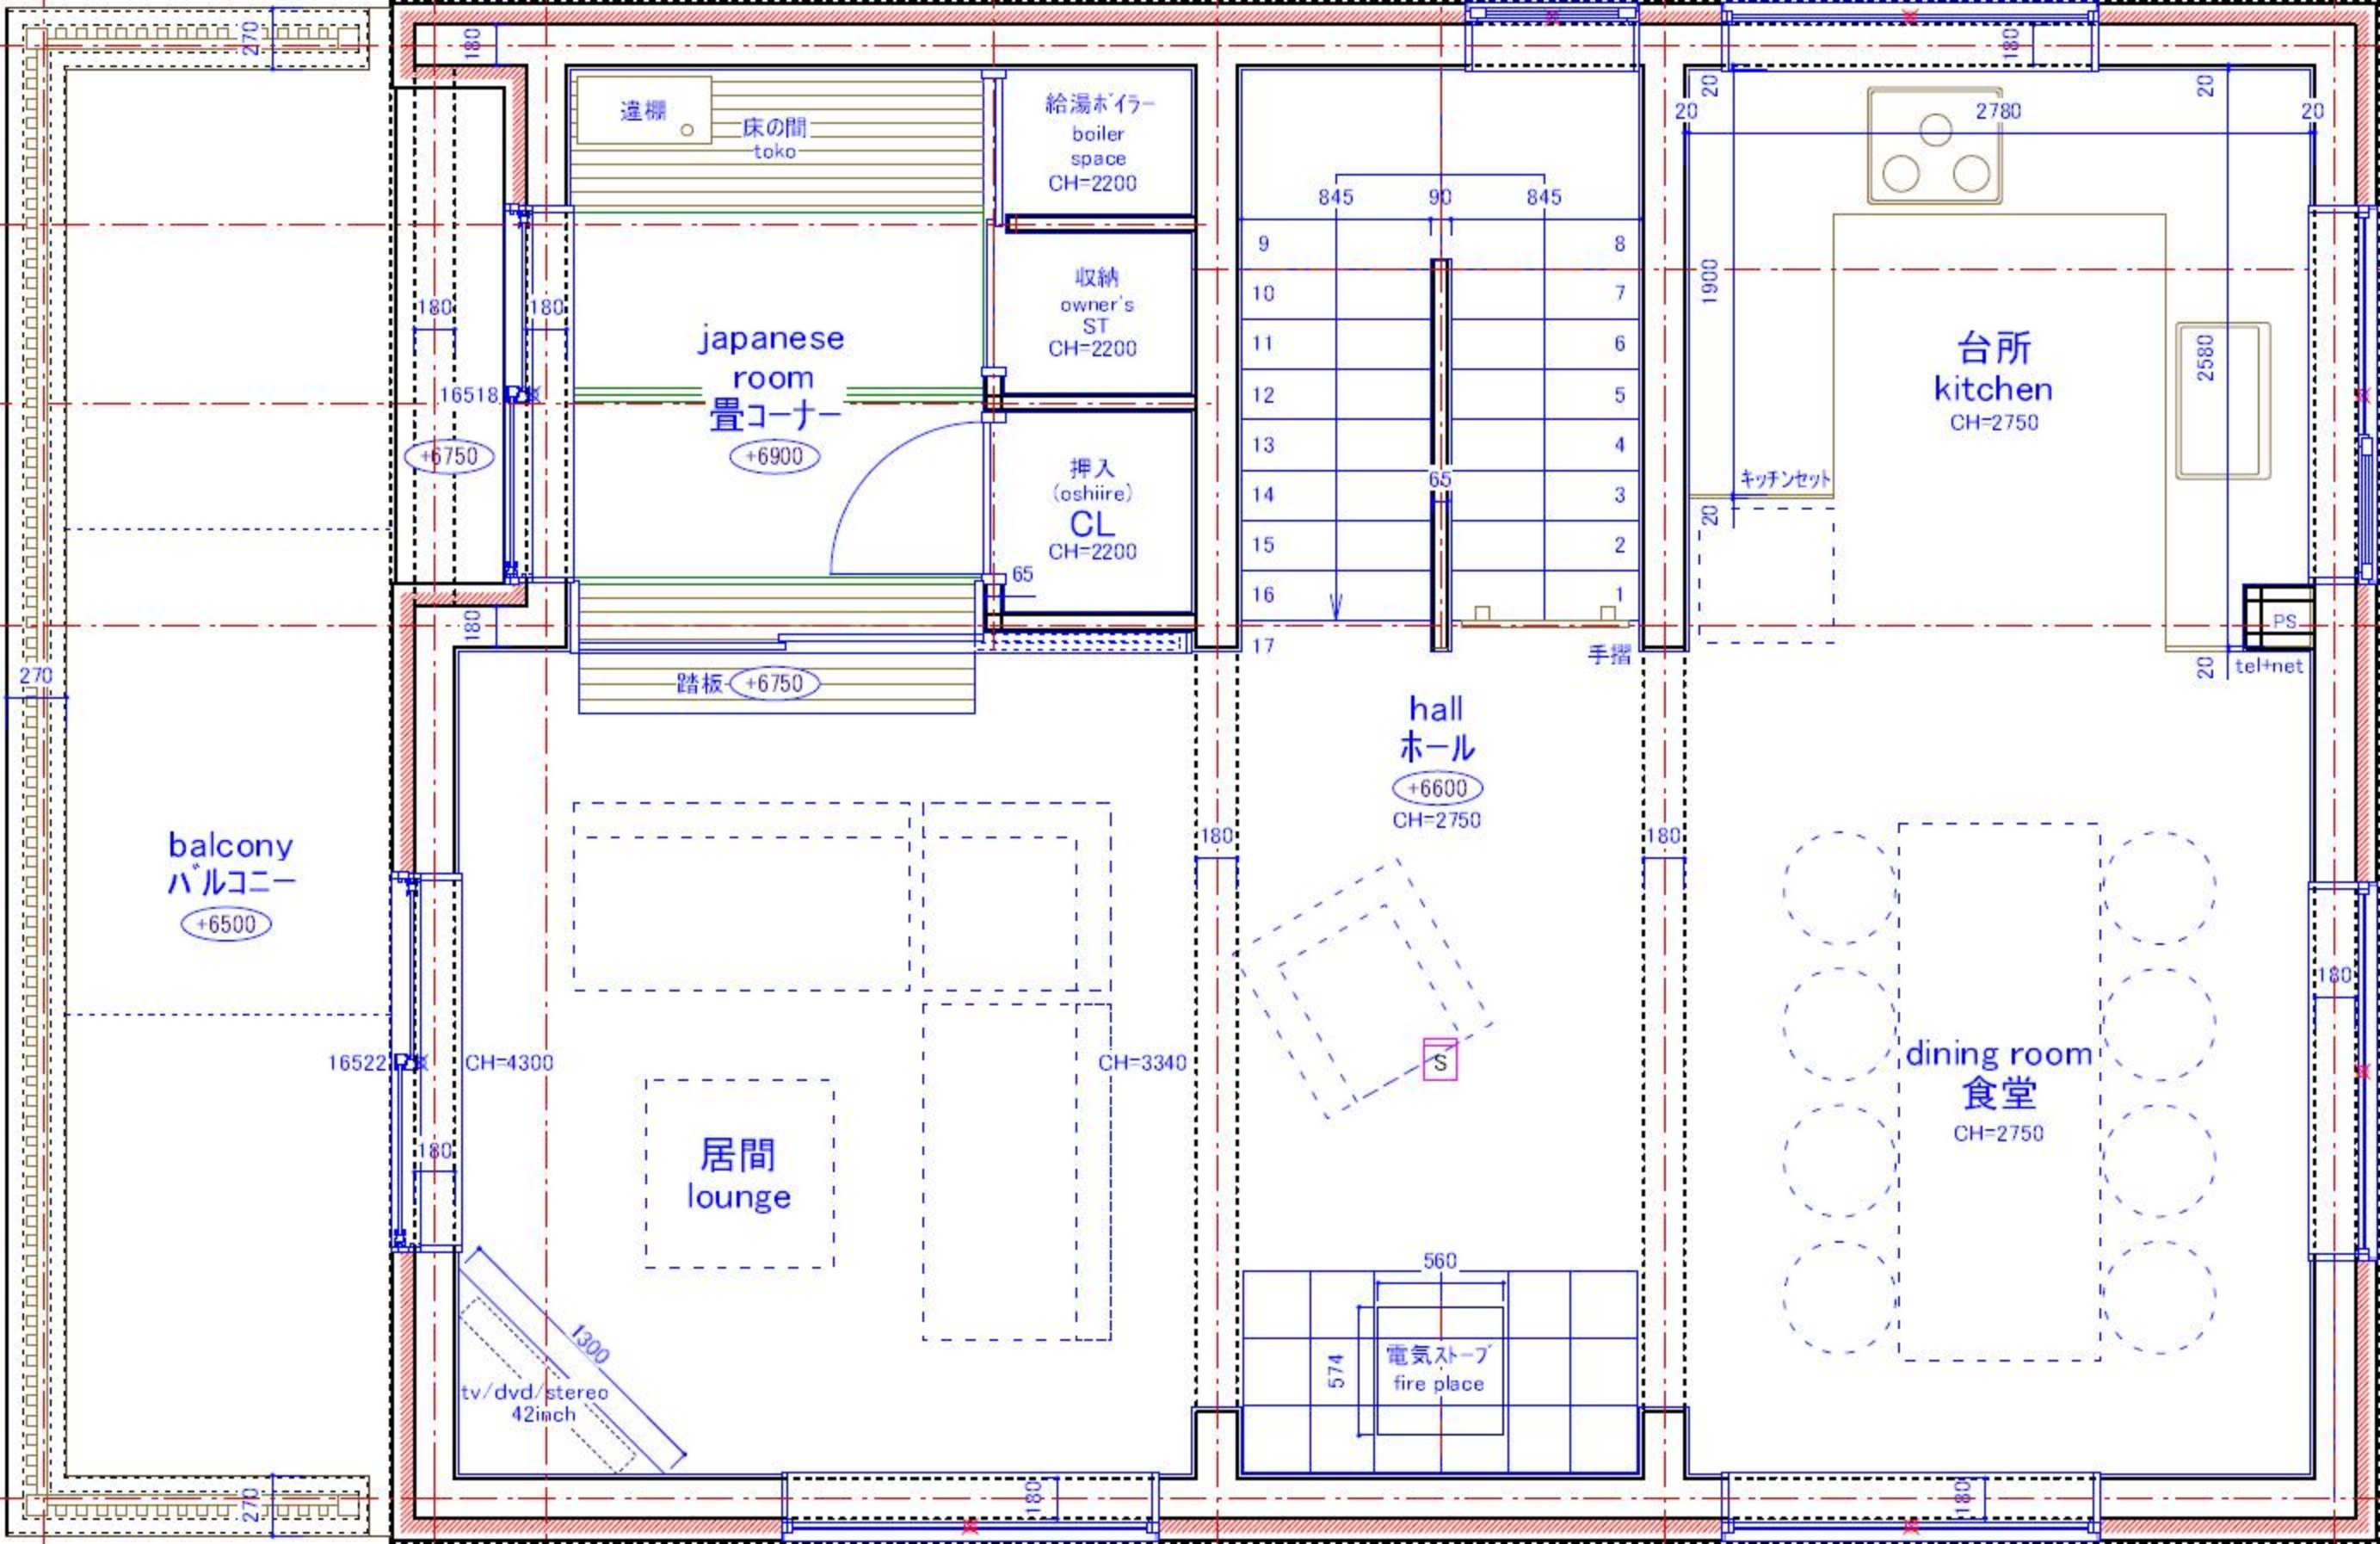 270
180
違棚
床の間
toko
給湯ボイラー
boiler
space
CH=2200
845
90
845
180
20
20
2780
20
20
収納
owner's
ST
CH=2200
9
10
11
12
13
14
15
16
17
8
7
6
5
4
3
2
1
65
手摺
1900
台所
kitchen
CH=2750
2580
キッチンセット
20
PS
tel+net
20
180
180
16518
+6750
japanese
room
畳コーナー
+6900
押入
(oshiire)
CL
CH=2200
65
180
270
踏板
+6750
hall
ホール
+6600
CH=2750
180
180
balcony
バルコニー
+6500
16522
CH=4300
CH=3340
180
居間
lounge
S
180
dining room
食堂
CH=2750
1300
tv/dvd/stereo
42inch
560
574
電気ストーブ
fire place
270
180
180